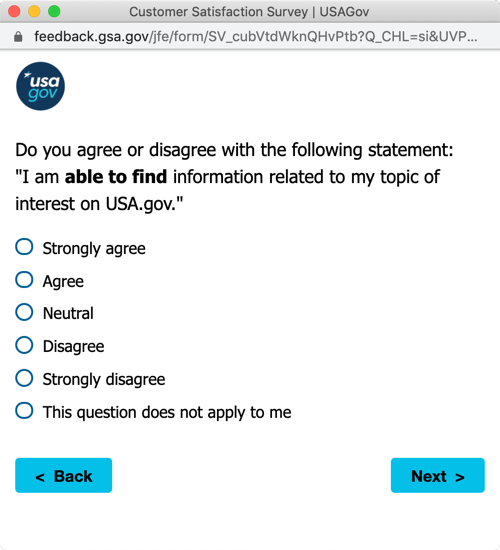 Customer Satisfaction Survey | USAGov
feedback.gsa.gov/jfe/form/SV_cubVtdWknQHvPtb?Q_CHL=si&UVP...
usa
gov
Do you agree or disagree with the following statement:
"I am able to find information related to my topic of
interest on USA.gov."
Strongly agree
Agree
Neutral
Disagree
Strongly disagree
This question does not apply to me
< Back
Next >